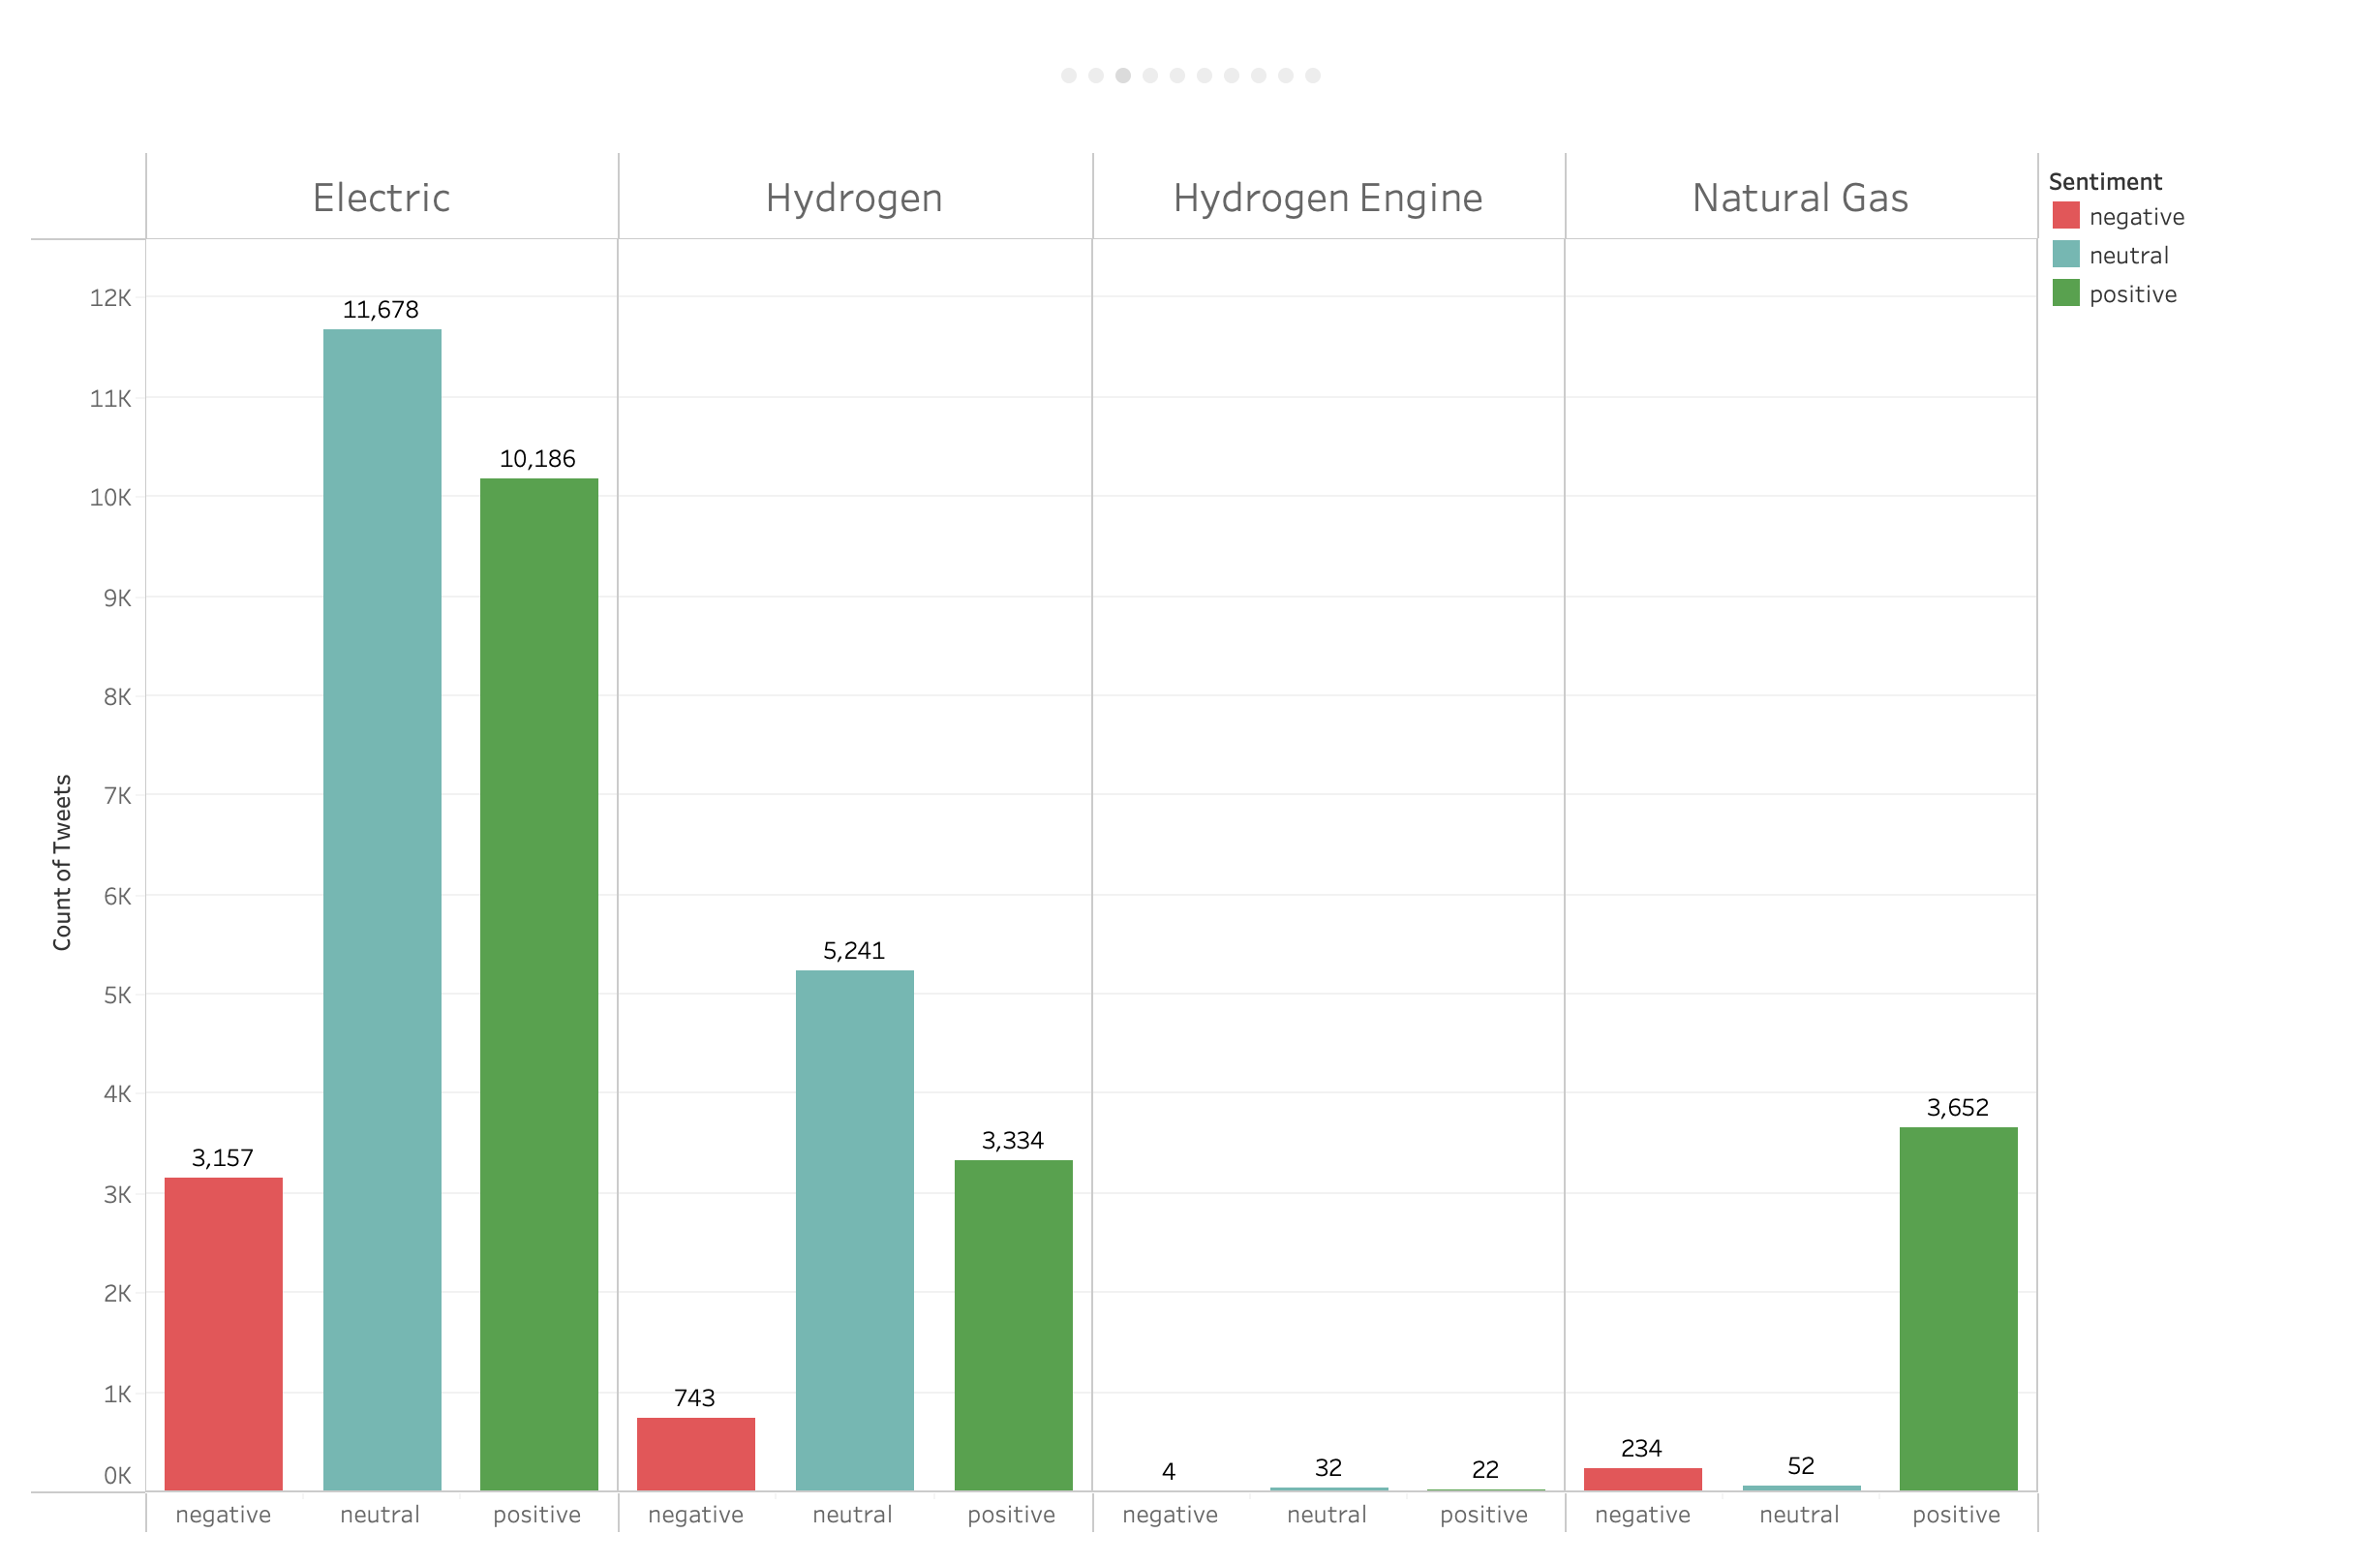 Electric Hydrogen Hydrogen Engine Natural Gas
Sentiment
negative
neutral
positive
Count of Tweets
12K
11K
10K
9K
8K
7K
6K
5K
4K
3K
2K
1K
0K
3,157
11,678
10,186
743
5,241
3,334
4
32
22
234
52
3,652
negative neutral positive negative neutral positive negative neutral positive negative neutral positive